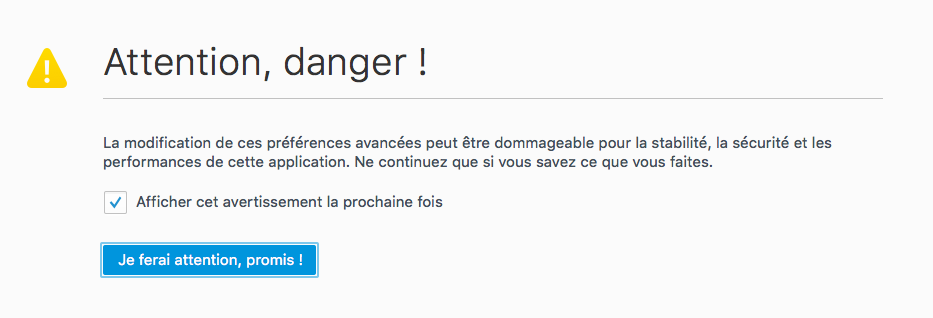 Attention, danger !
La modification de ces préférences avancées peut être dommageable pour la stabilité, la sécurité et les
performances de cette application. Ne continuez que si vous savez ce que vous faites.
Afficher cet avertissement la prochaine fois
Je ferai attention, promis !